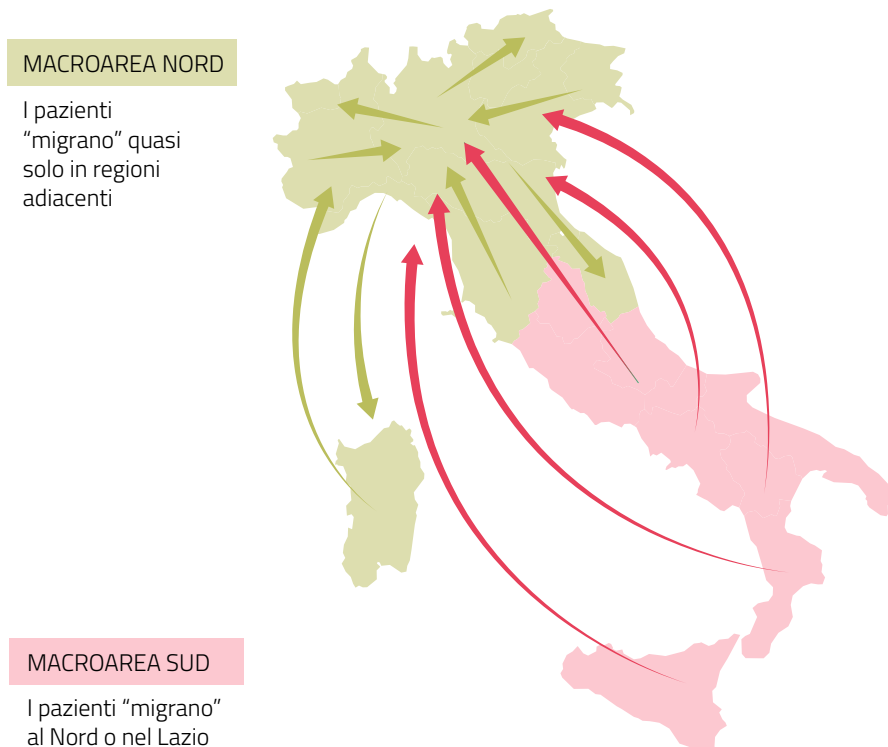 MACROAREA NORD
I pazienti
“migrano” quasi
solo in regioni
adiacenti
MACROAREA SUD
I pazienti “migrano”
al Nord o nel Lazio